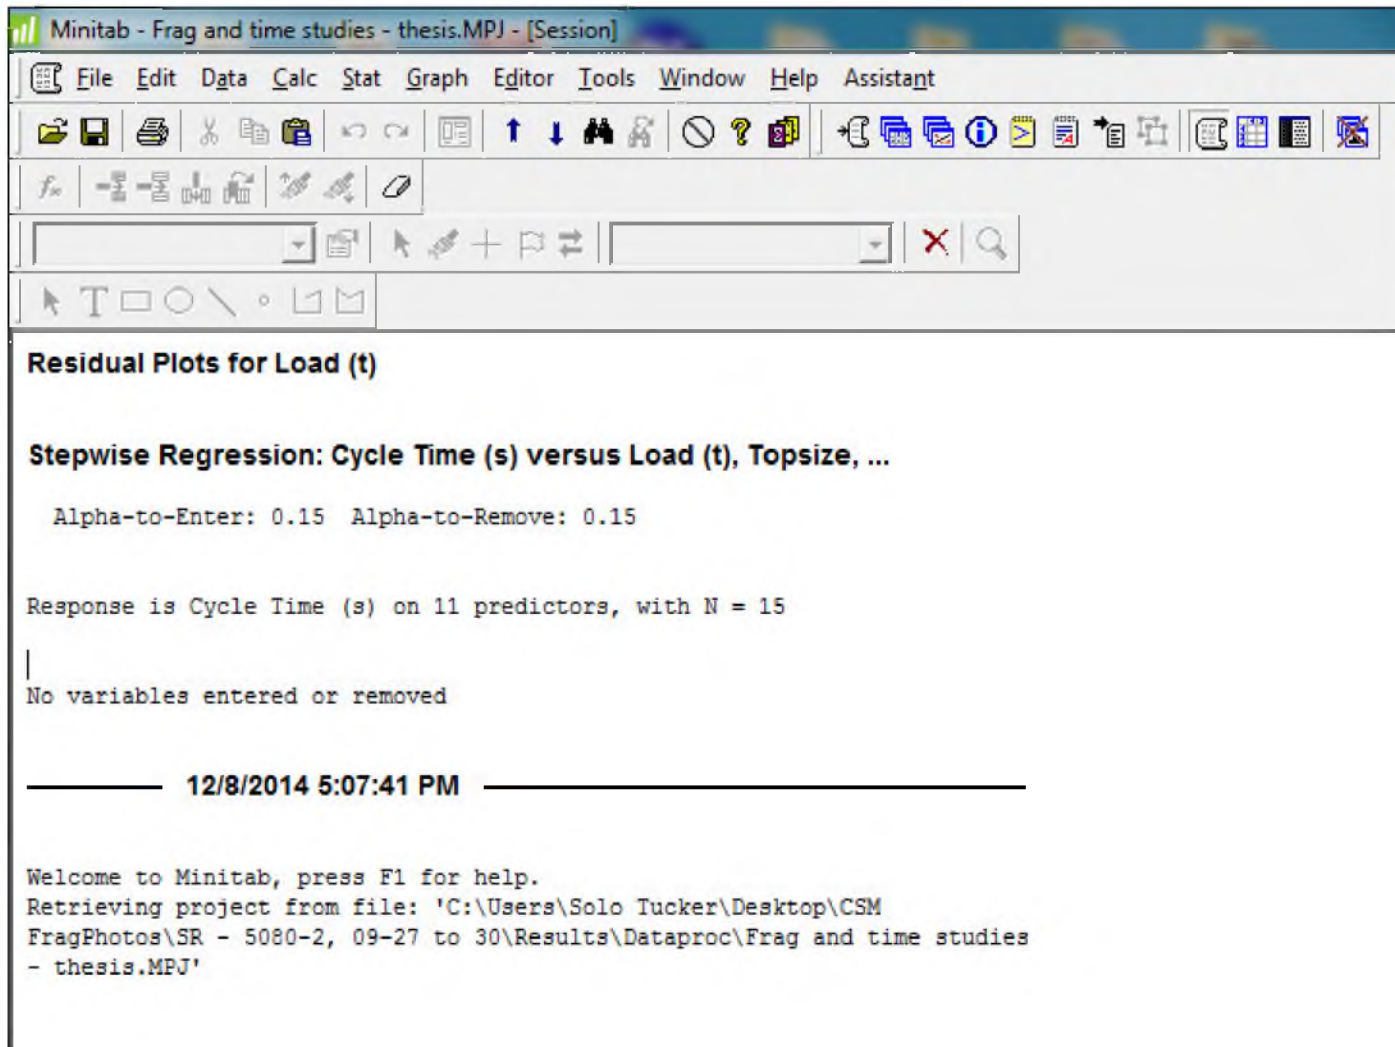 Minitab - Frag and time studies - thesis.MPJ - [Session]
File Edit Data Calc Stat Graph Editor Tools Window Help Assistant
Residual Plots for Load (t)
Stepwise Regression: Cycle Time (s) versus Load (t), Topsize, ...
Alpha-to-Enter: 0.15 Alpha-to-Remove: 0.15
Response is Cycle Time (s) on 11 predictors, with N = 15
No variables entered or removed
12/8/2014 5:07:41 PM
Welcome to Minitab, press F1 for help.
Retrieving project from file: 'C:\Users\Solo Tucker\Desktop\CSM
FragPhotos\SR - 5080-2, 09-27 to 30\Results\Dataproc\Frag and time studies
- thesis.MPJ'